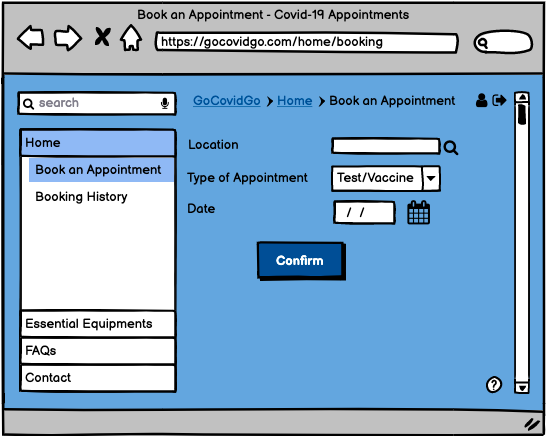 Book an Appointment - Covid-19 Appointments
https://gocovidgo.com/home/booking
search
GoCovidGo > Home > Book an Appointment
Home
Book an Appointment
Booking History
Essential Equipments
FAQs
Contact
Location
Type of Appointment
Test/Vaccine
Date
/ /
Confirm
?